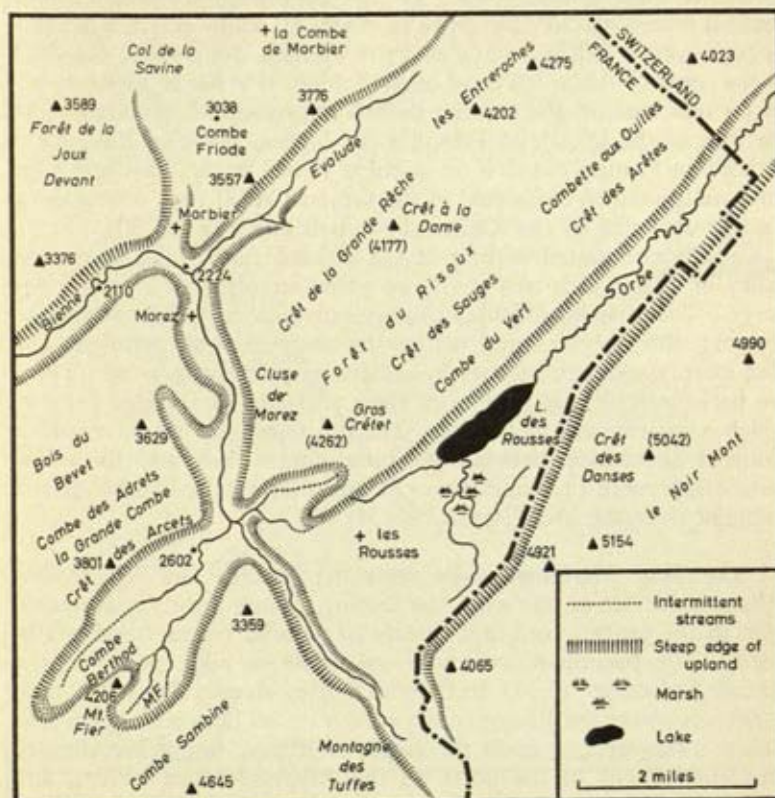 la Combe
de Morbier
Col de la
Savine
SWITZERLAND
FRANCE
4023
4275
les Entreroches
4202
3589
3038
3776
Forêt de la
Joux
Devant
Combe
Friode
3557
Evalude
Combette aux Ouilles
Crêt des Arêtes
Morbier
Crêt de la Grande Rêche
Crêt à la
Dame
(4177)
3376
2224
2110
Bienne
Morez
Forêt du Risoux
Crêt des Sauges
Combe du Vert
Orbe
4990
Cluse
de
Morez
3629
Gros
Crétet
(4262)
L.
des
Rousses
Crêt
des
Danses
(5042)
le Noir Mont
Bois du
Bevet
Combe des Adrets
la Grande Combe
Crêt des Arcets
3801
2602
les
Rousses
4921
5154
3359
Combe
Berthod
4206
Mt.
Fier
MF
4065
Combe Sambine
4645
Montagne
des
Tuffes
Intermittent
streams
Steep edge of
upland
Marsh
Lake
2 miles